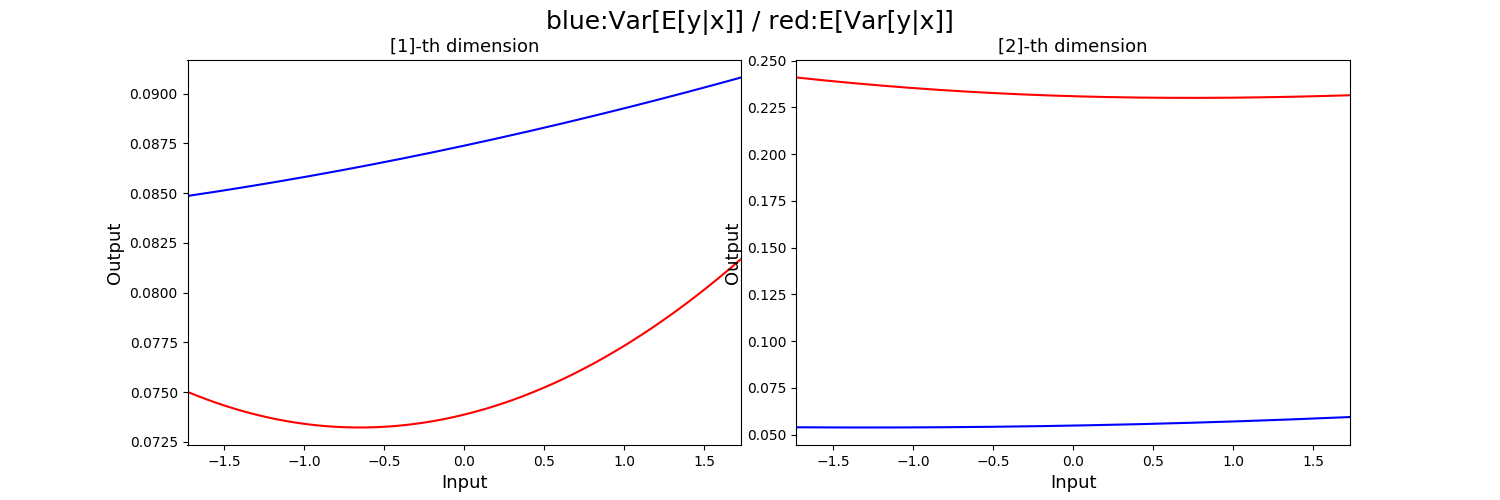 blue:Var[E[y|x]] / red:E[Var[y|x]]
[1]-th dimension
0.0900
0.0875
0.0850
0.0825
0.0800
0.0775
0.0750
0.0725
Output
−1.5 −1.0 −0.5 0.0 0.5 1.0 1.5
Input
[2]-th dimension
0.250
0.225
0.200
0.175
0.150
0.125
0.100
0.075
0.050
Output
−1.5 −1.0 −0.5 0.0 0.5 1.0 1.5
Input